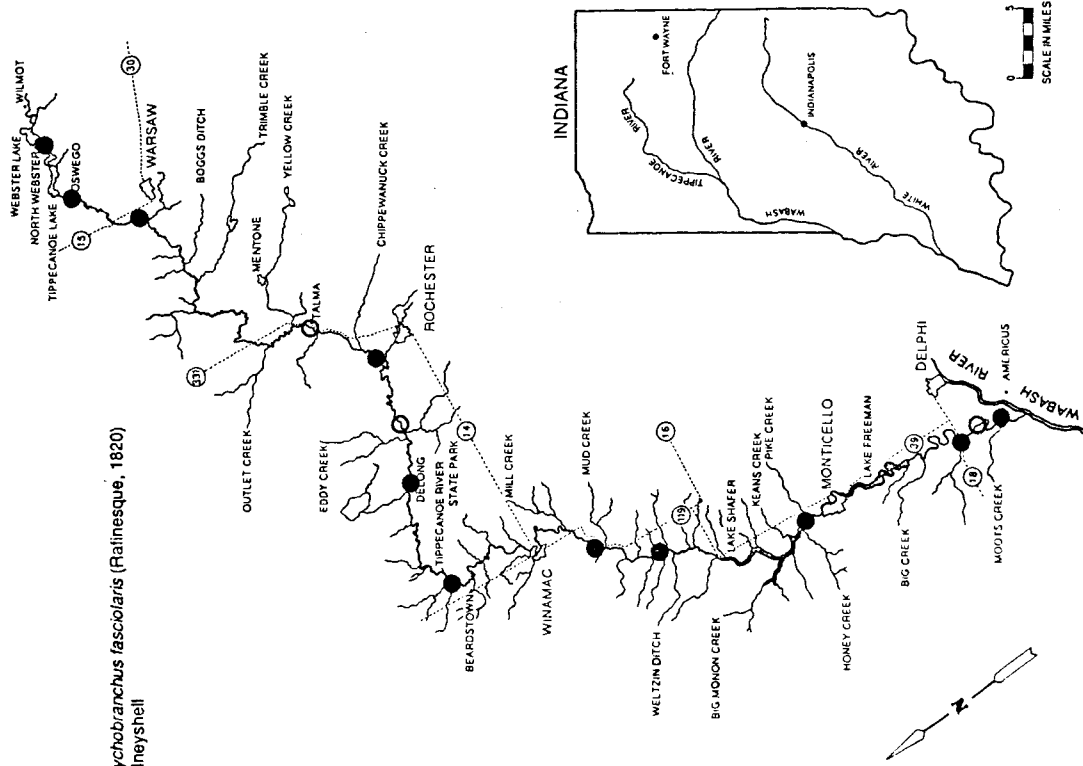 ychobranchus fasciolaris (Rafinesque, 1820)
dneyshell
WEBSTER LAKE
WILMOT
NORTH WEBSTER
TIPPECANOE LAKE
OSWEGO
30
15
WARSAW
BOGGS DITCH
TRIMBLE CREEK
YELLOW CREEK
MENTONE
331
TALMA
CHIPPEWANUCK CREEK
ROCHESTER
OUTLET CREEK
EDDY CREEK
DELONG
TIPPECANOE RIVER
STATE PARK
14
MILL CREEK
BEARDSTOWN
WINAMAC
MUD CREEK
16
119
WELTZIN DITCH
LAKE SHAFER
KEANS CREEK
PIKE CREEK
BIG MONON CREEK
MONTICELLO
HONEY CREEK
LAKE FREEMAN
39
BIG CREEK
18
DELPHI
AMERICUS
MOOTS CREEK
WABASH RIVER
INDIANA
FORT WAYNE
TIPPECANOE RIVER
WABASH RIVER
INDIANAPOLIS
WHITE RIVER
N
0 5
SCALE IN MILES